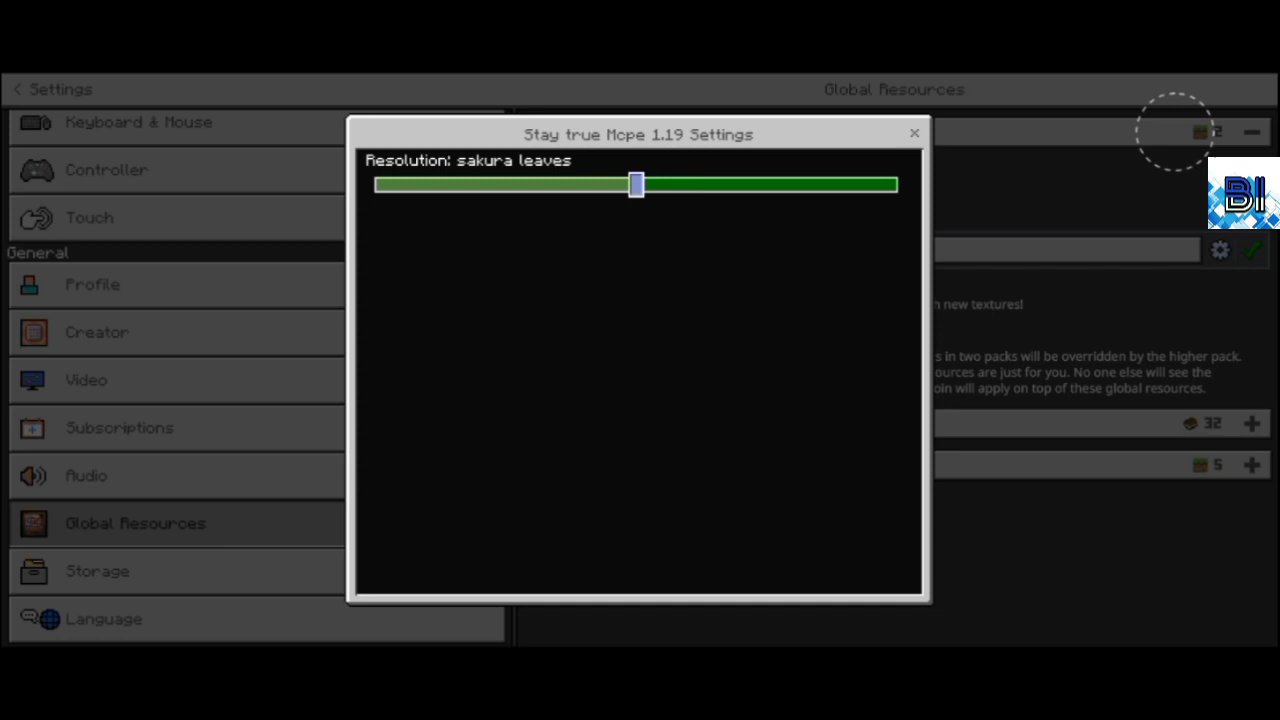 Settings
Global Resources
Keyboard & Mouse
Controller
Touch
General
Profile
Creator
Video
Subscriptions
Audio
Global Resources
Storage
Language
Stay true Mcpe 1.19 Settings
Resolution: sakura leaves
2
BI
h new textures!
s in two packs will be overridden by the higher pack.
ources are just for you. No one else will see the
oin will apply on top of these global resources.
32
5